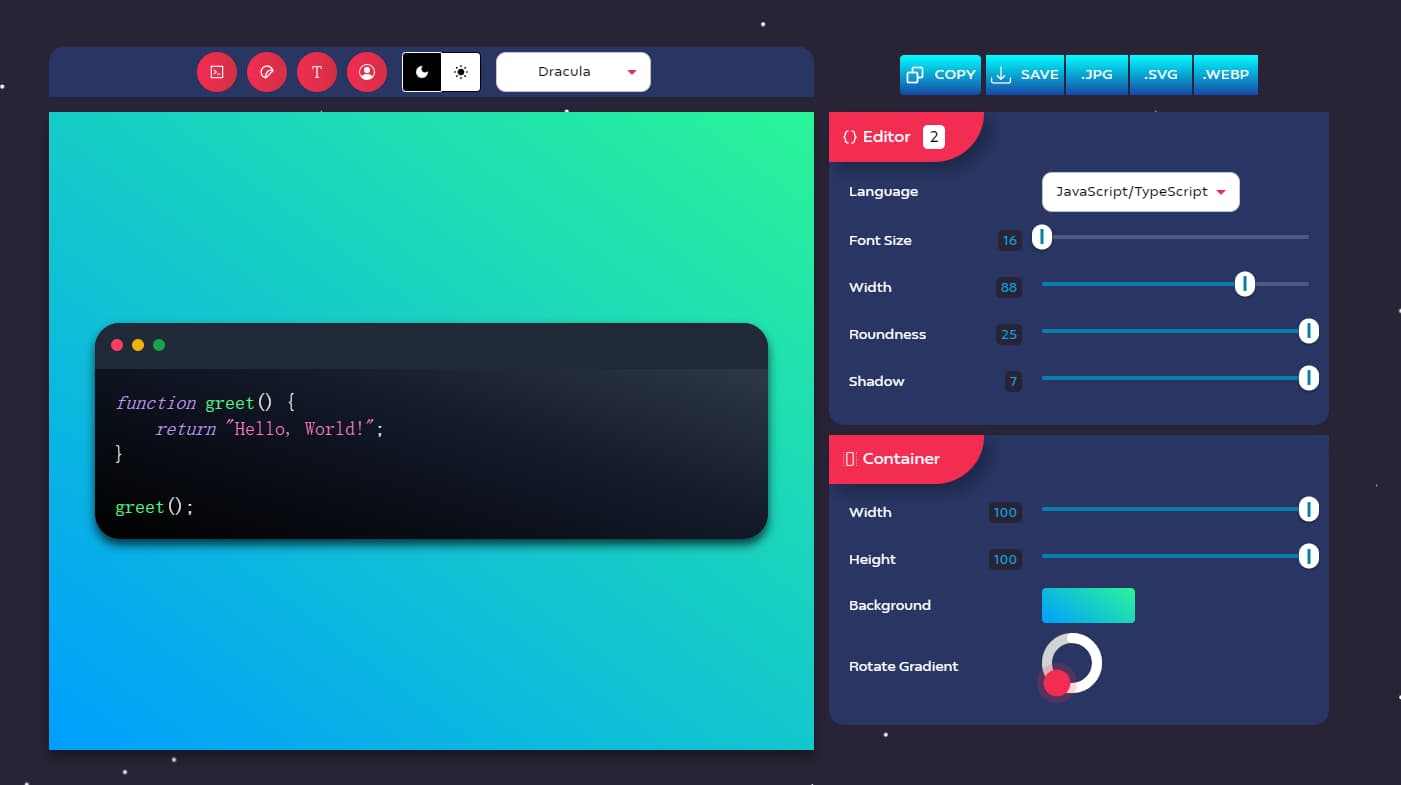 T
Dracula
COPY
SAVE
.JPG
.SVG
.WEBP
function greet() {
    return "Hello, World!";
}
greet();
{} Editor 2
Language JavaScript/TypeScript
Font Size 16
Width 88
Roundness 25
Shadow 7
Container
Width 100
Height 100
Background
Rotate Gradient